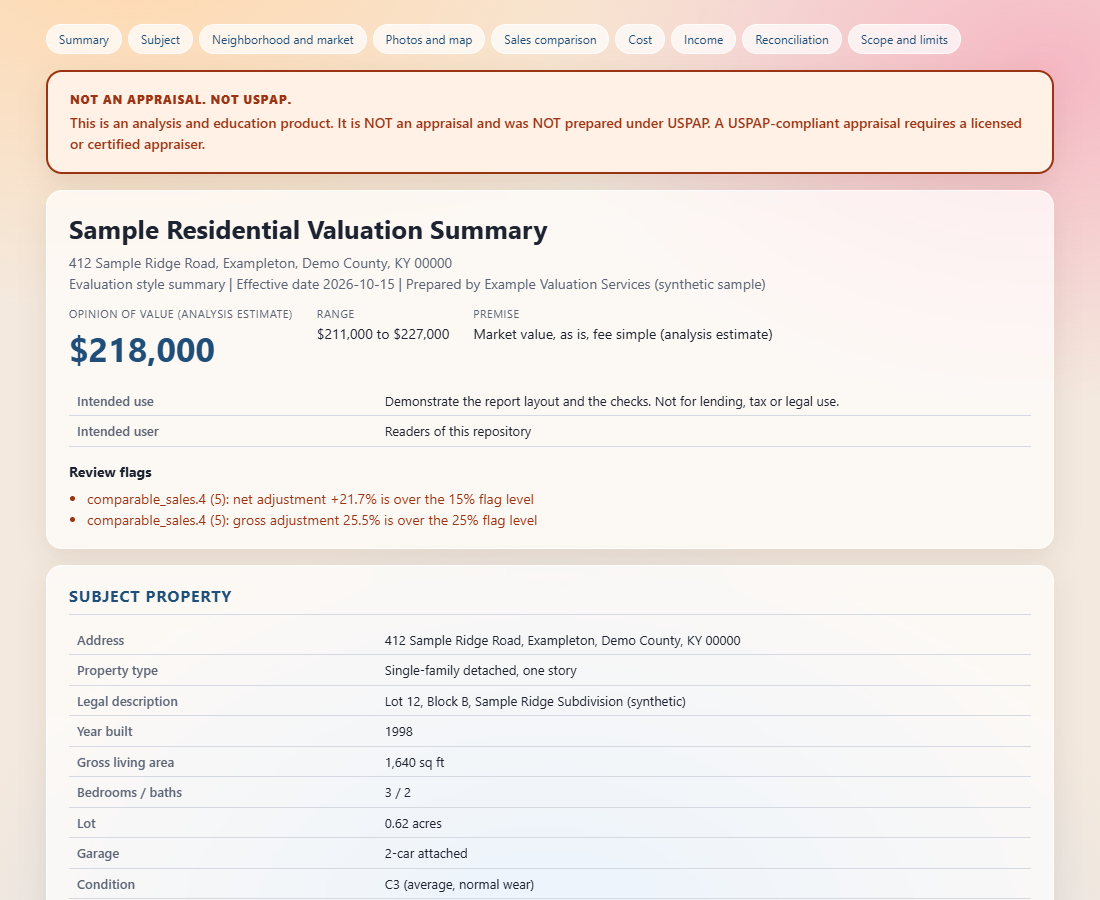 Summary
Subject
Neighborhood and market
Photos and map
Sales comparison
Cost
Income
Reconciliation
Scope and limits
NOT AN APPRAISAL. NOT USPAP.
This is an analysis and education product. It is NOT an appraisal and was NOT prepared under USPAP. A USPAP-compliant appraisal requires a licensed
or certified appraiser.
Sample Residential Valuation Summary
412 Sample Ridge Road, Exampleton, Demo County, KY 00000
Evaluation style summary | Effective date 2026-10-15 | Prepared by Example Valuation Services (synthetic sample)
OPINION OF VALUE (ANALYSIS ESTIMATE)
$218,000
RANGE
$211,000 to $227,000
PREMISE
Market value, as is, fee simple (analysis estimate)
Intended use Demonstrate the report layout and the checks. Not for lending, tax or legal use.
Intended user Readers of this repository
Review flags
• comparable_sales.4 (5): net adjustment +21.7% is over the 15% flag level
• comparable_sales.4 (5): gross adjustment 25.5% is over the 25% flag level
SUBJECT PROPERTY
Address 412 Sample Ridge Road, Exampleton, Demo County, KY 00000
Property type Single-family detached, one story
Legal description Lot 12, Block B, Sample Ridge Subdivision (synthetic)
Year built 1998
Gross living area 1,640 sq ft
Bedrooms / baths 3 / 2
Lot 0.62 acres
Garage 2-car attached
Condition C3 (average, normal wear)